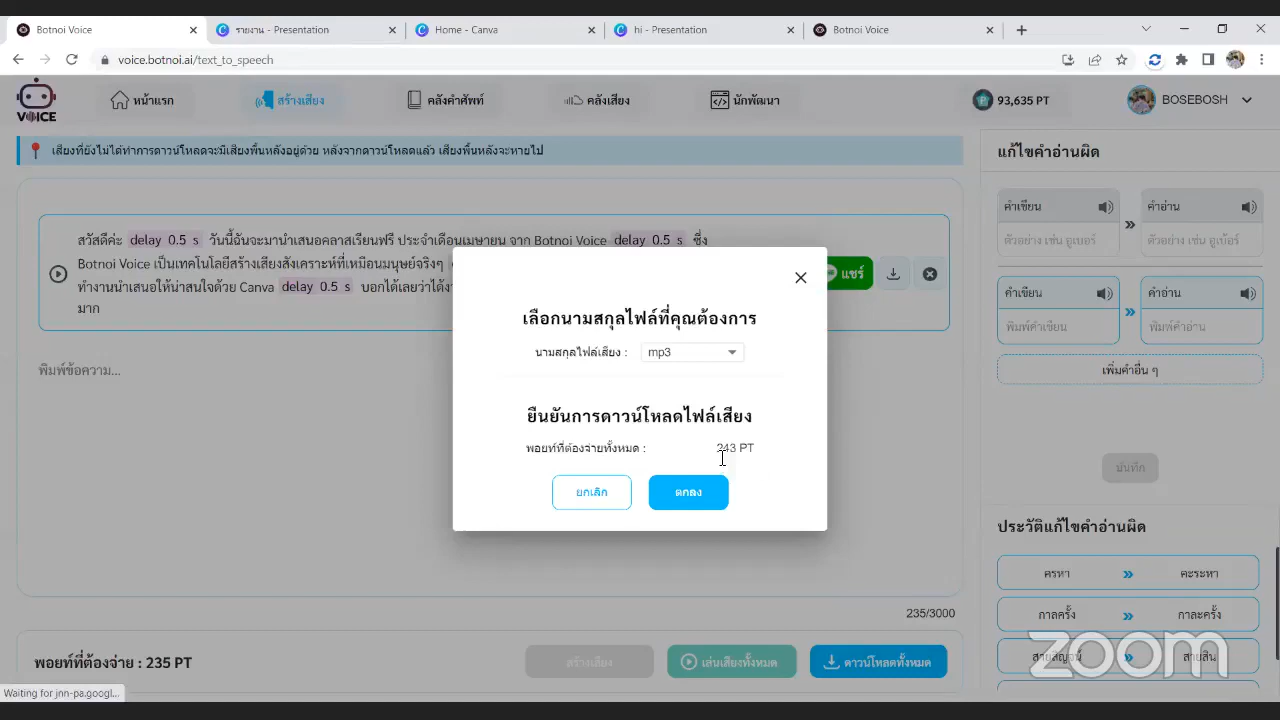 Botnoi Voice
รายงาน - Presentation
Home - Canva
hi - Presentation
Botnoi Voice
voice.botnoi.ai/text_to_speech
VOICE
หน้าแรก
สร้างเสียง
คลังคำศัพท์
คลังเสียง
นักพัฒนา
93,635 PT
BOSEBOSH
เสียงที่ยังไม่ได้ทำการดาวน์โหลดจะมีเสียงพื้นหลังอยู่ด้วย หลังจากดาวน์โหลดแล้ว เสียงพื้นหลังจะหายไป
แก้ไขคำอ่านผิด
คำเขียน
คำอ่าน
ตัวอย่าง เช่น อูเบอร์
ตัวอย่าง เช่น อูเบ้อร์
สวัสดีค่ะ delay 0.5 s วันนี้ฉันจะมานำเสนอคลาสเรียนฟรี ประจำเดือนเมษายน จาก Botnoi Voice delay 0.5 s ซึ่ง
Botnoi Voice เป็นเทคโนโลยีสร้างเสียงสังเคราะห์ที่เหมือนมนุษย์จริงๆ
ทำงานนำเสนอให้น่าสนใจด้วย Canva delay 0.5 s บอกได้เลยว่าได้
มาก
แชร์
คำเขียน
คำอ่าน
พิมพ์คำเขียน
พิมพ์คำอ่าน
เพิ่มคำอื่น ๆ
พิมพ์ข้อความ...
เลือกนามสกุลไฟล์ที่คุณต้องการ
นามสกุลไฟล์เสียง : mp3
ยืนยันการดาวน์โหลดไฟล์เสียง
พอยท์ที่ต้องจ่ายทั้งหมด : 243 PT
ยกเลิก
ตกลง
บันทึก
ประวัติแก้ไขคำอ่านผิด
ครหา
คะระหา
กาลครั้ง
กาละครั้ง
สายสิญจน์
สายสิน
235/3000
พอยท์ที่ต้องจ่าย : 235 PT
สร้างเสียง
เล่นเสียงทั้งหมด
ดาวน์โหลดทั้งหมด
zoom
Waiting for jnn-pa.googl...